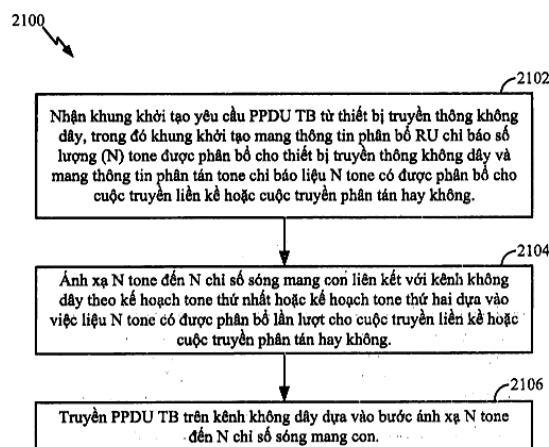 2100
2102
Nhận khung khởi tạo yêu cầu PPDU TB từ thiết bị truyền thông không
dây, trong đó khung khởi tạo mang thông tin phân bổ RU chỉ báo số
lượng (N) tone được phân bổ cho thiết bị truyền thông không dây và
mang thông tin phân tán tone chỉ báo liệu N tone có được phân bổ cho
cuộc truyền liền kề hoặc cuộc truyền phân tán hay không.
2104
Ánh xạ N tone đến N chỉ số sóng mang con liên kết với kênh không
dây theo kế hoạch tone thứ nhất hoặc kế hoạch tone thứ hai dựa vào
việc liệu N tone có được phân bổ lần lượt cho cuộc truyền liền kề hoặc
cuộc truyền phân tán hay không.
2106
Truyền PPDU TB trên kênh không dây dựa vào bước ánh xạ N tone
đến N chỉ số sóng mang con.